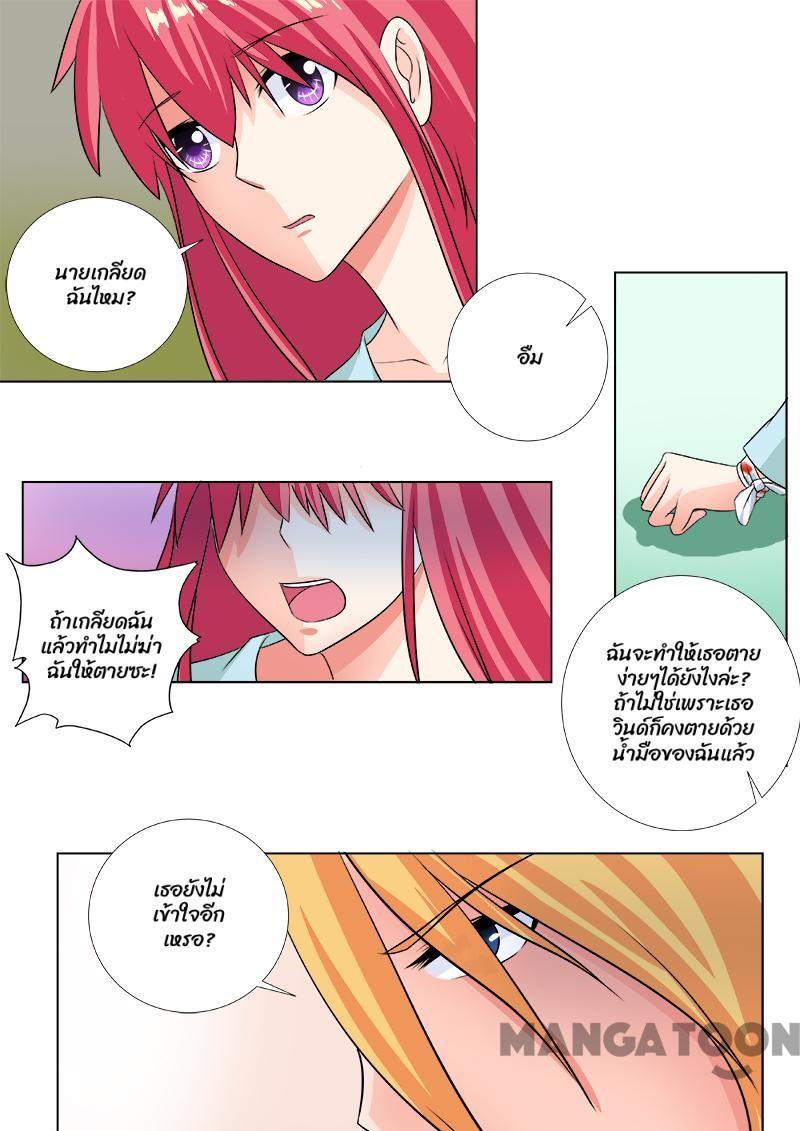 นายเกลียด
ฉันไหม?
อืม
ถ้าเกลียดฉัน
แล้วทำไมไม่ฆ่า
ฉันให้ตายซะ!
ฉันจะทำให้เธอตาย
ง่ายๆได้ยังไงล่ะ?
ถ้าไม่ใช่เพราะเธอ
วินด์ก็คงตายด้วย
น้ำมือของฉันแล้ว
เธอยังไม่
เข้าใจอีก
เหรอ?
MANGATOON